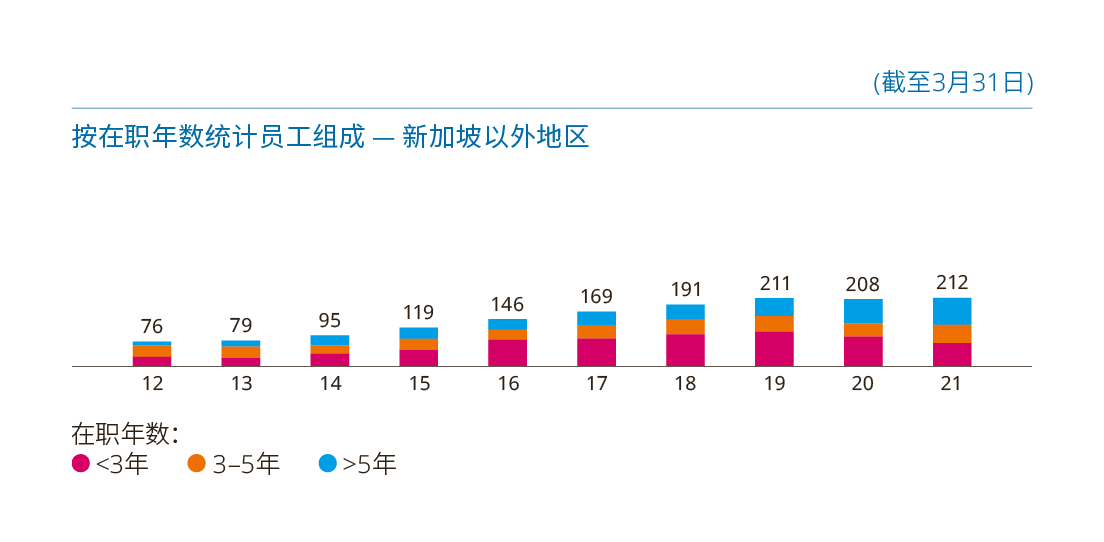 (截至3月31日)
按在职年数统计员工组成 — 新加坡以外地区
76 79 95 119 146 169 191 211 208 212
12 13 14 15 16 17 18 19 20 21
在职年数：
<3年 3–5年 >5年